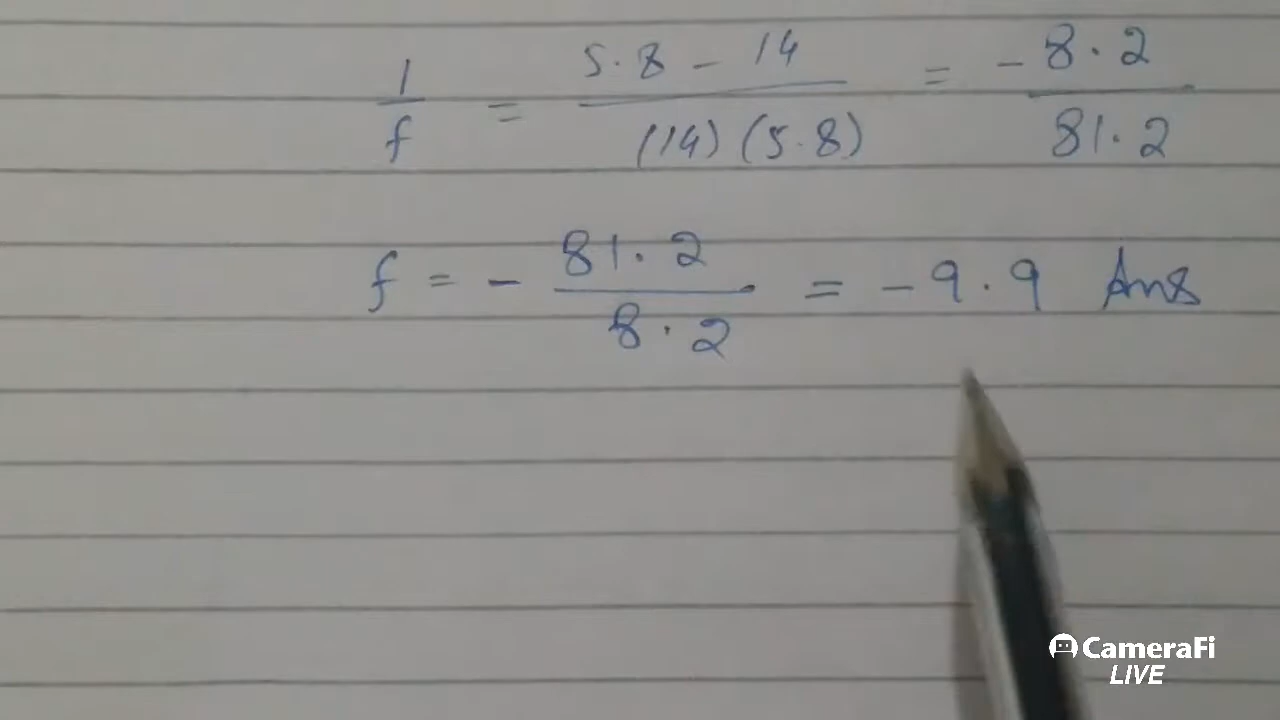 1/f = 5.8 - 14 / (14) (5.8) = - 8.2 / 81.2
f = - 81.2 / 8.2 = - 9.9 Ans
CameraFi
LIVE